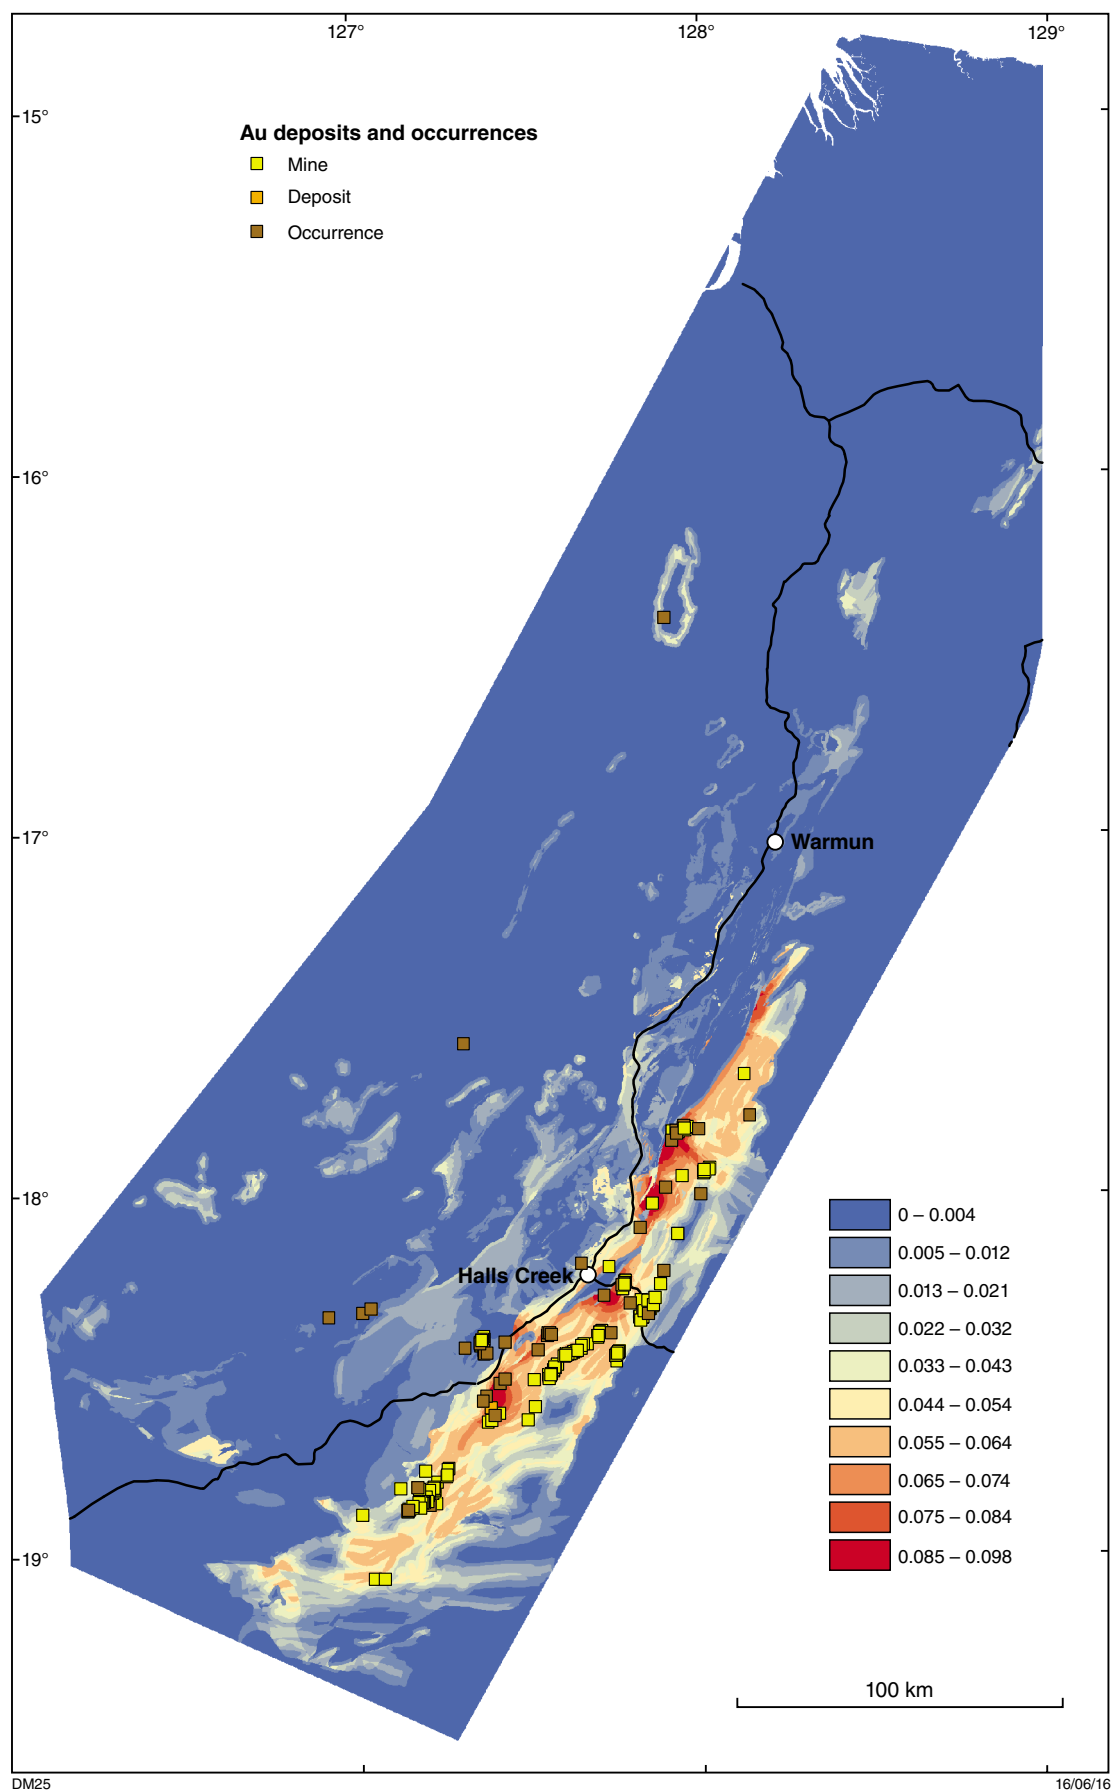 127°
128°
129°
15°
Au deposits and occurrences
Mine
Deposit
Occurrence
16°
17°
Warmun
18°
0 – 0.004
0.005 – 0.012
Halls Creek
0.013 – 0.021
0.022 – 0.032
0.033 – 0.043
0.044 – 0.054
0.055 – 0.064
0.065 – 0.074
0.075 – 0.084
0.085 – 0.098
19°
100 km
DM25
16/06/16